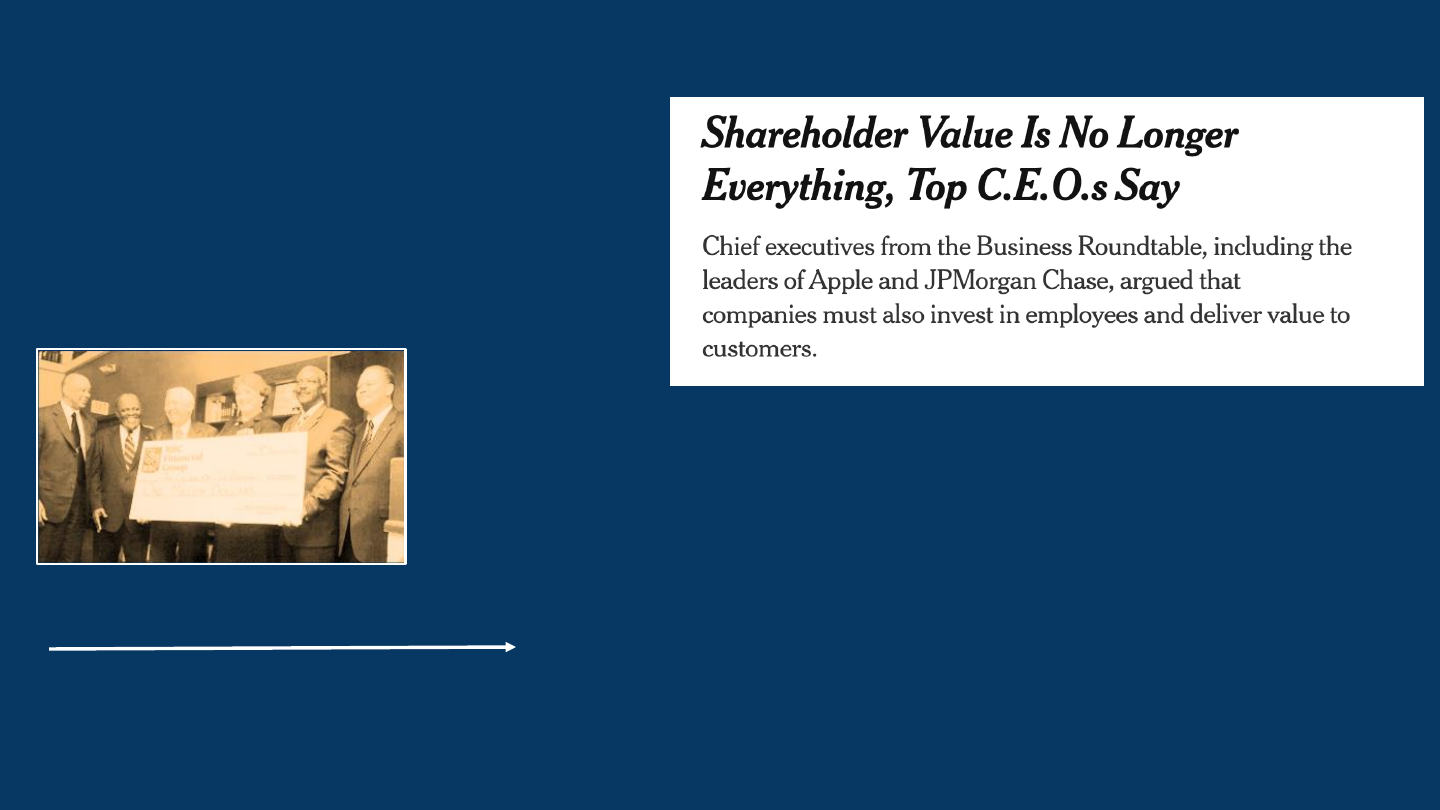 Shareholder Value Is No Longer
Everything, Top C.E.O.s Say
Chief executives from the Business Roundtable, including the
leaders of Apple and JPMorgan Chase, argued that
companies must also invest in employees and deliver value to
customers.
RBC
Financial
Group